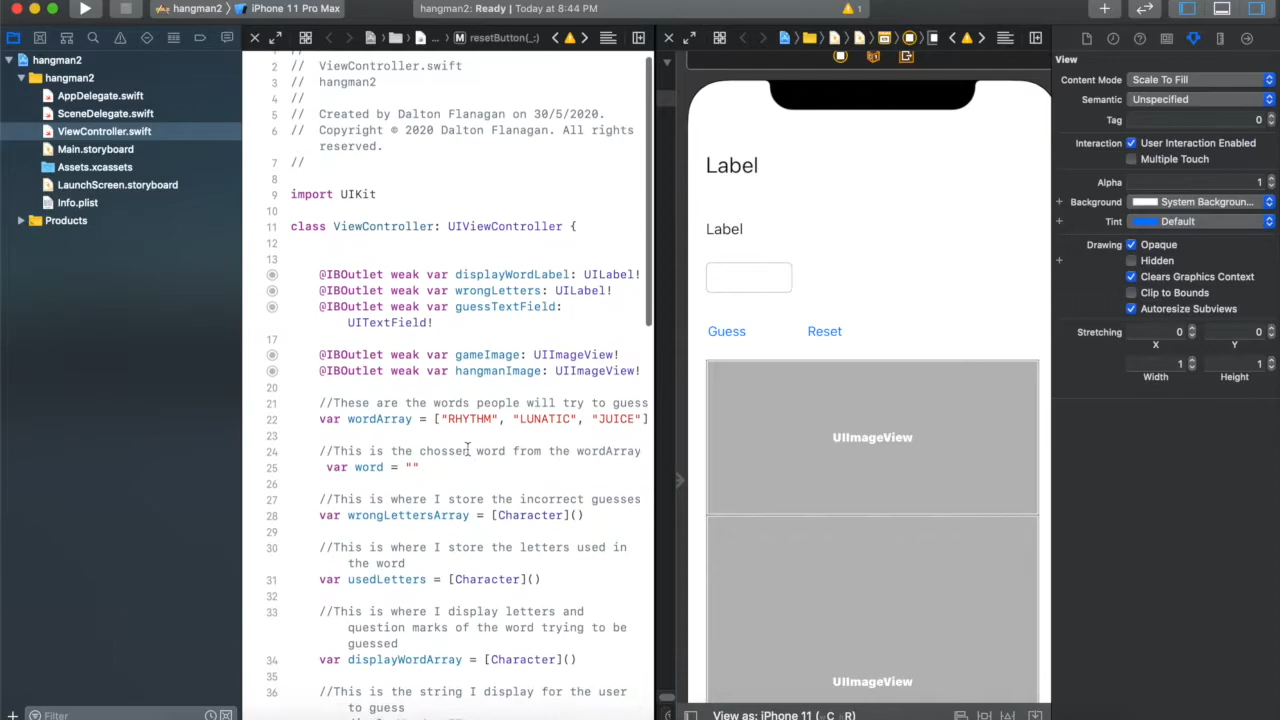 hangman2 〉 iPhone 11 Pro Max
hangman2: Ready | Today at 8:44 PM
1
hangman2
hangman2
AppDelegate.swift
SceneDelegate.swift
ViewController.swift
Main.storyboard
Assets.xcassets
LaunchScreen.storyboard
Info.plist
Products
Filter
... 〉 M resetButton(_:)
2 // ViewController.swift
3 // hangman2
4 //
5 // Created by Dalton Flanagan on 30/5/2020.
6 // Copyright © 2020 Dalton Flanagan. All rights
reserved.
7 //
8
9 import UIKit
10
11 class ViewController: UIViewController {
12
13
@IBOutlet weak var displayWordLabel: UILabel!
@IBOutlet weak var wrongLetters: UILabel!
@IBOutlet weak var guessTextField:
UITextField!
17
@IBOutlet weak var gameImage: UIImageView!
@IBOutlet weak var hangmanImage: UIImageView!
20
21 //These are the words people will try to guess
22 var wordArray = ["RHYTHM", "LUNATIC", "JUICE"]
23
24 //This is the chossen word from the wordArray
25 var word = ""
26
27 //This is where I store the incorrect guesses
28 var wrongLettersArray = [Character]()
29
30 //This is where I store the letters used in
the word
31 var usedLetters = [Character]()
32
33 //This is where I display letters and
question marks of the word trying to be
guessed
34 var displayWordArray = [Character]()
35
36 //This is the string I display for the user
to guess
Label
Label
Guess Reset
UIImageView
UIImageView
View as: iPhone 11 (wC hR)
View
Content Mode Scale To Fill
Semantic Unspecified
Tag 0
Interaction User Interaction Enabled
Multiple Touch
Alpha 1
Background System Backgroun...
Tint Default
Drawing Opaque
Hidden
Clears Graphics Context
Clip to Bounds
Autoresize Subviews
Stretching 0 0
X Y
1 1
Width Height